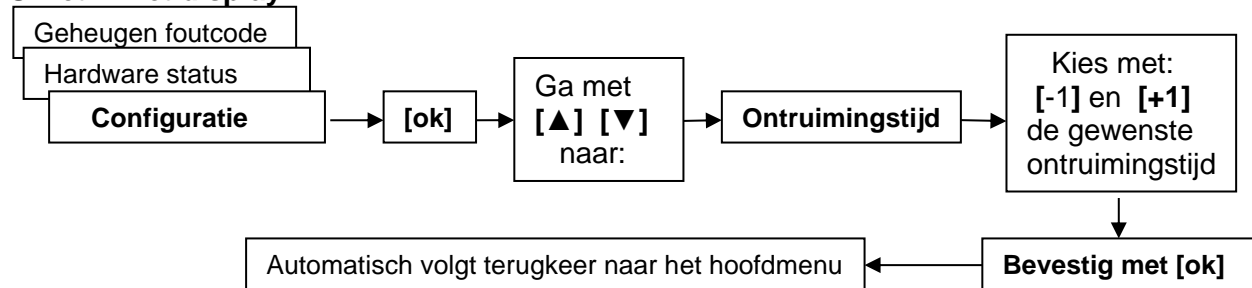 Geheugen foutcode
Hardware status
Configuratie
[ok]
Ga met
[▲] [▼]
naar:
Ontruimingstijd
Kies met:
[-1] en [+1]
de gewenste
ontruimingstijd
Bevestig met [ok]
Automatisch volgt terugkeer naar het hoofdmenu